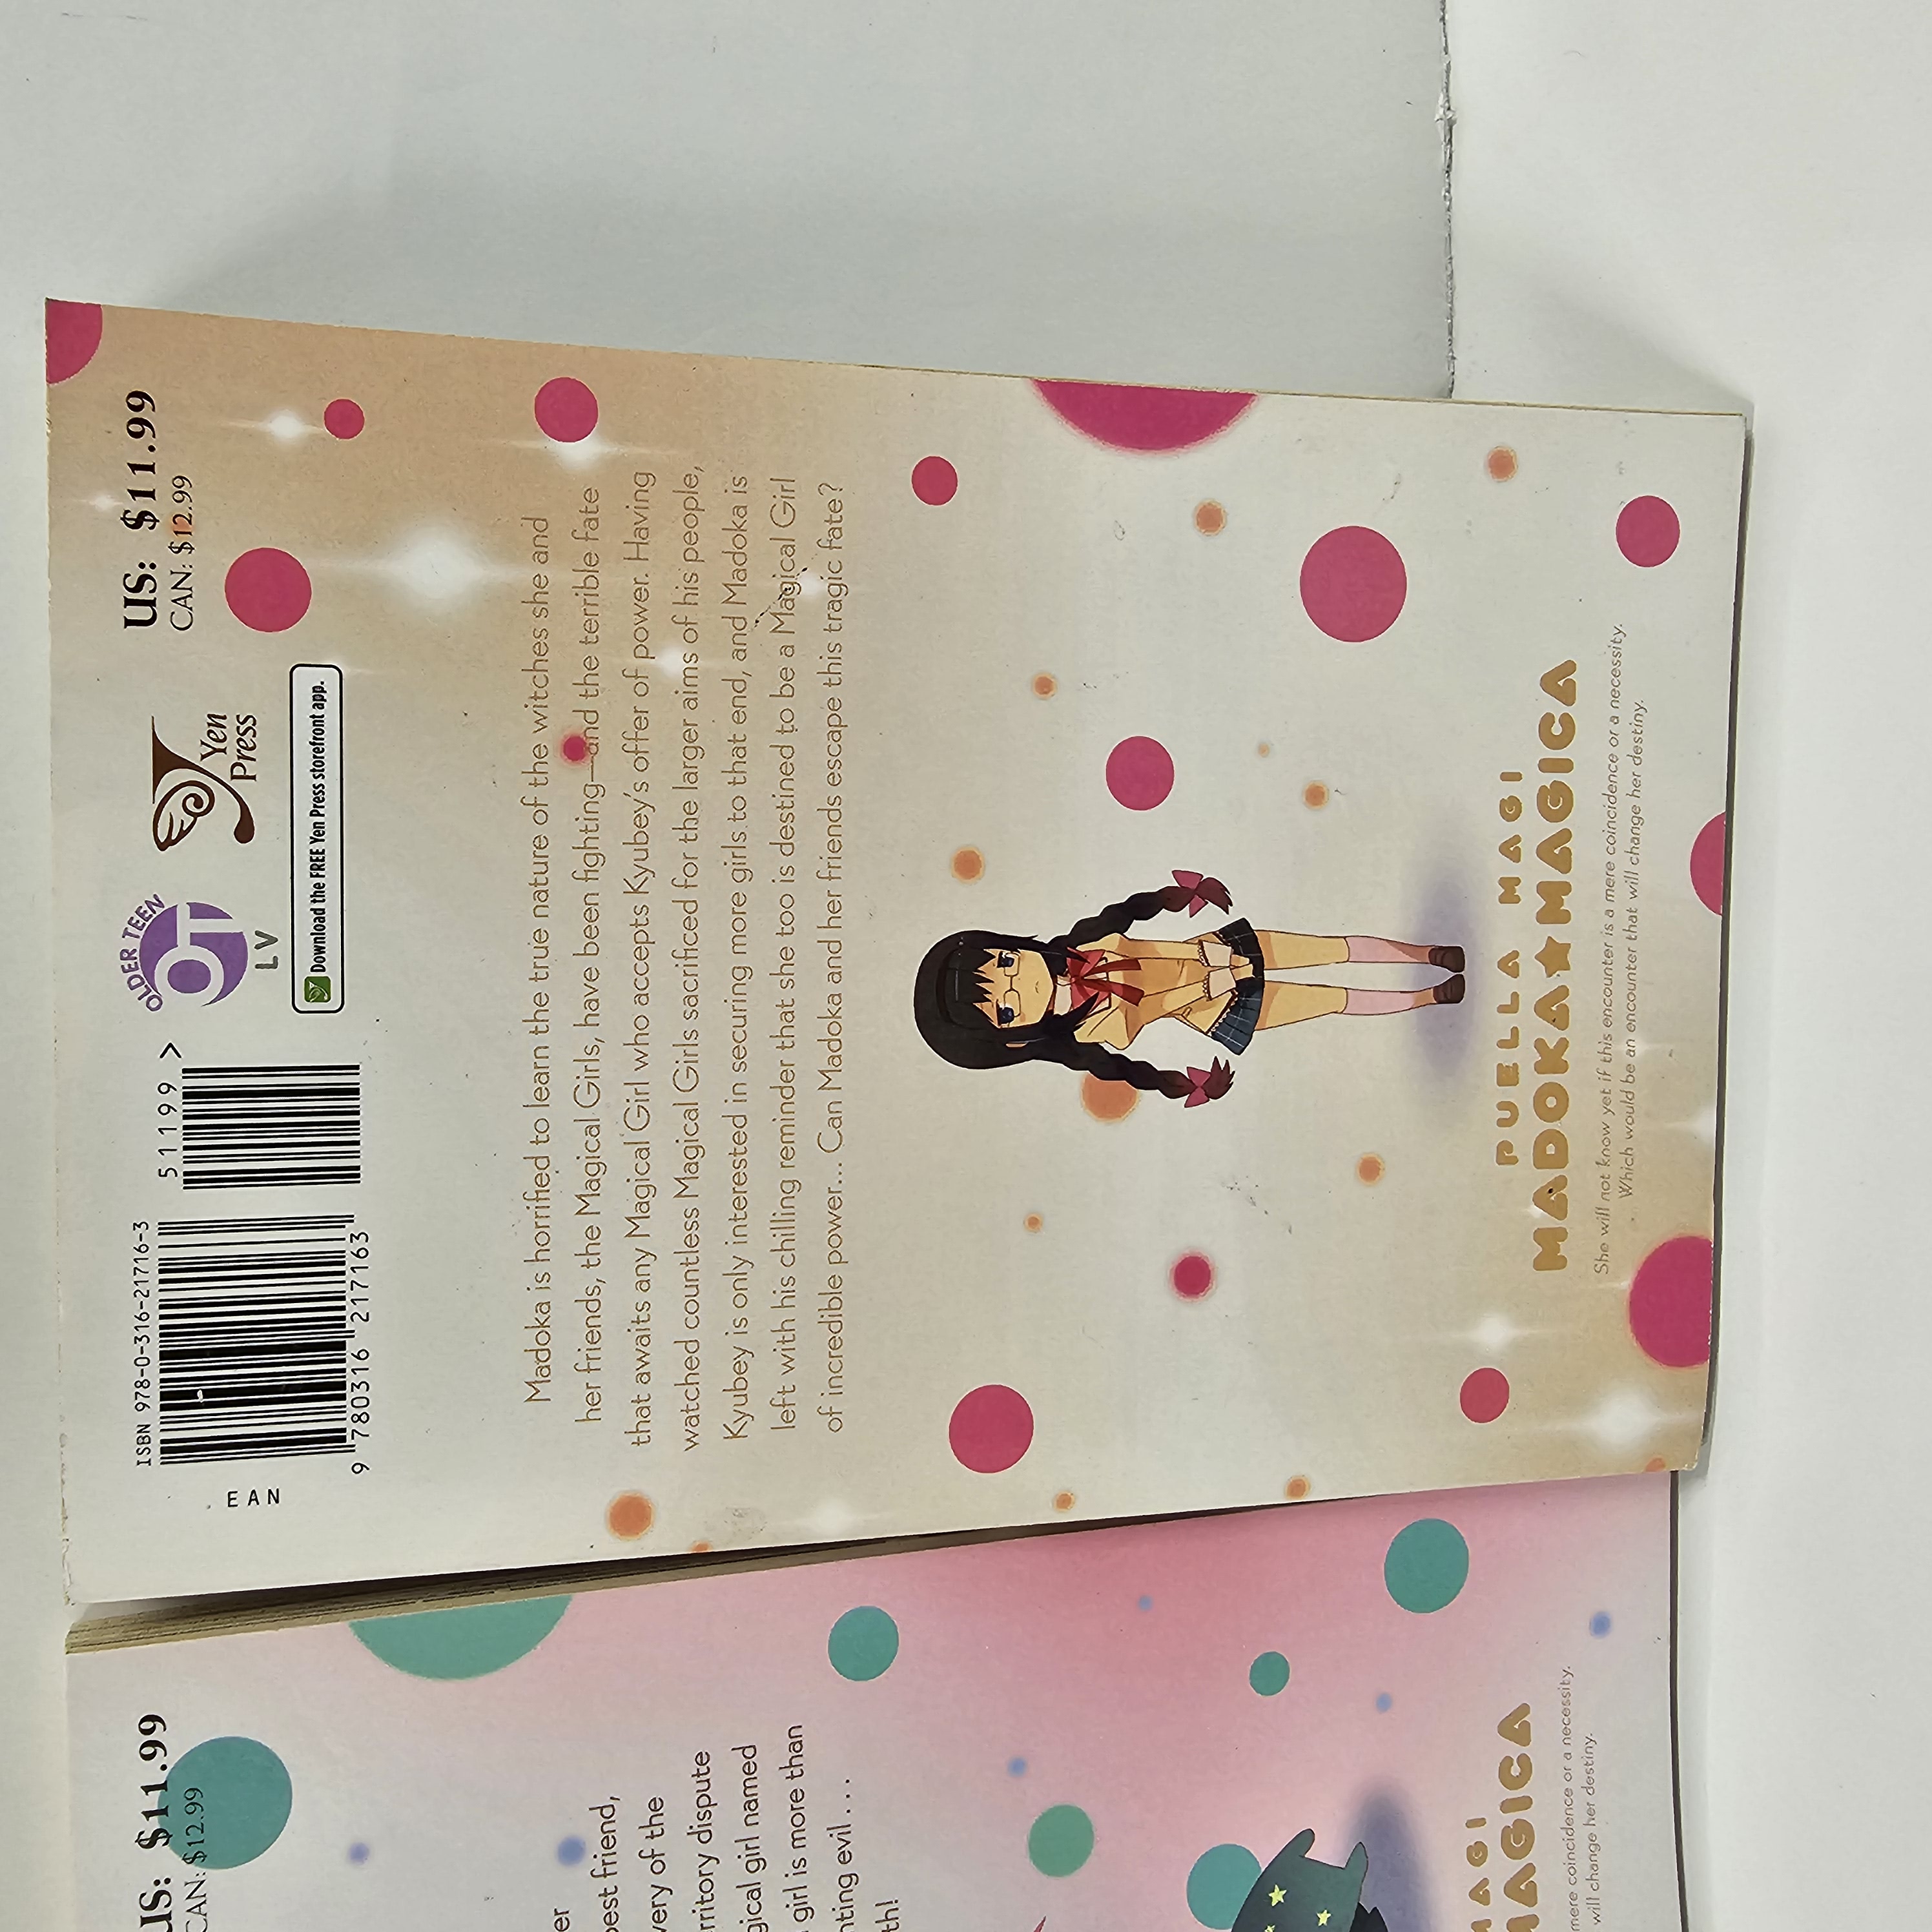 US: $11.99
CAN: $12.99
er
best friend,
very of the
rritory dispute
gical girl named
girl is more than
nting evil . . .
th!
MAGI
MAGICA
mere coincidence or a necessity.
will change her destiny.
ISBN 978-0-316-21716-3
51199 >
EAN
9 780316 217163
OLDER TEEN
OT
LV
Yen
Press
Download the FREE Yen Press storefront app.
US: $11.99
CAN: $12.99
Madoka is horrified to learn the true nature of the witches she and
her friends, the Magical Girls, have been fighting—and the terrible fate
that awaits any Magical Girl who accepts Kyubey's offer of power. Having
watched countless Magical Girls sacrificed for the larger aims of his people,
Kyubey is only interested in securing more girls to that end, and Madoka is
left with his chilling reminder that she too is destined to be a Magical Girl
of incredible power... Can Madoka and her friends escape this tragic fate?
PUELLA MAGI
MADOKA★MAGICA
She will not know yet if this encounter is a mere coincidence or a necessity.
Which would be an encounter that will change her destiny.